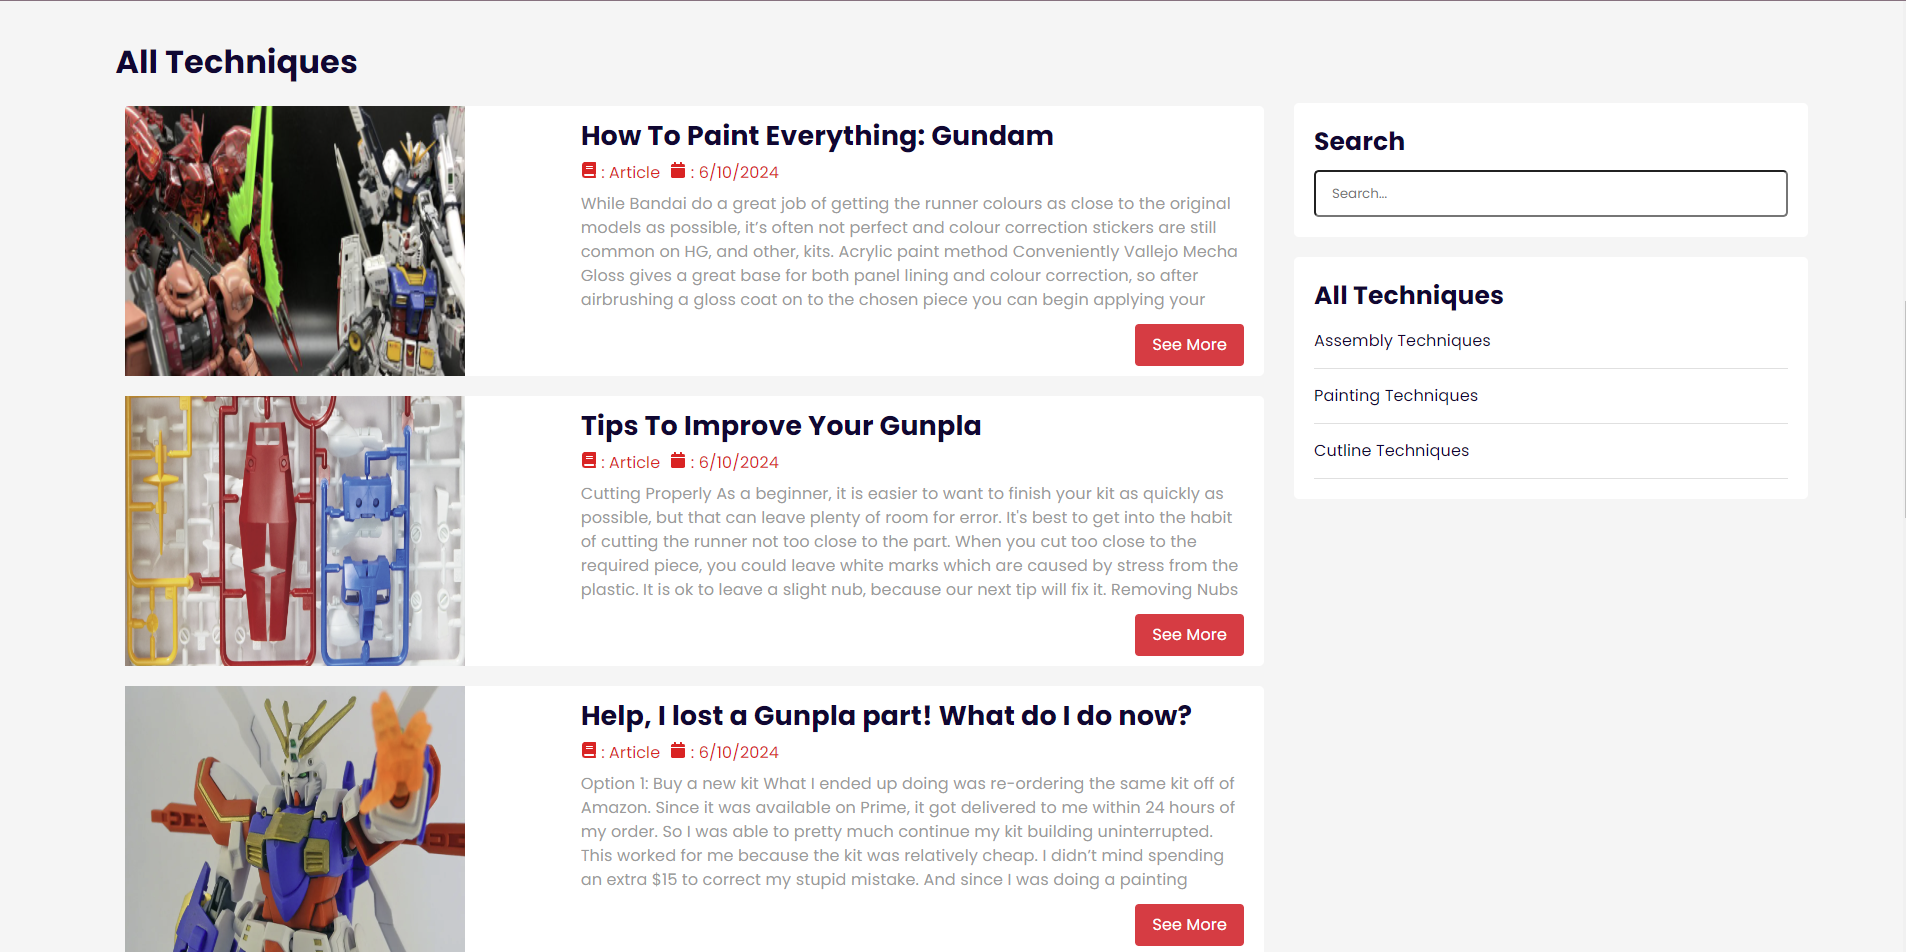 All Techniques
How To Paint Everything: Gundam
: Article : 6/10/2024
While Bandai do a great job of getting the runner colours as close to the original
models as possible, it’s often not perfect and colour correction stickers are still
common on HG, and other, kits. Acrylic paint method Conveniently Vallejo Mecha
Gloss gives a great base for both panel lining and colour correction, so after
airbrushing a gloss coat on to the chosen piece you can begin applying your
See More
Tips To Improve Your Gunpla
: Article : 6/10/2024
Cutting Properly As a beginner, it is easier to want to finish your kit as quickly as
possible, but that can leave plenty of room for error. It's best to get into the habit
of cutting the runner not too close to the part. When you cut too close to the
required piece, you could leave white marks which are caused by stress from the
plastic. It is ok to leave a slight nub, because our next tip will fix it. Removing Nubs
See More
Help, I lost a Gunpla part! What do I do now?
: Article : 6/10/2024
Option 1: Buy a new kit What I ended up doing was re-ordering the same kit off of
Amazon. Since it was available on Prime, it got delivered to me within 24 hours of
my order. So I was able to pretty much continue my kit building uninterrupted.
This worked for me because the kit was relatively cheap. I didn’t mind spending
an extra $15 to correct my stupid mistake. And since I was doing a painting
See More
Search
Search...
All Techniques
Assembly Techniques
Painting Techniques
Cutline Techniques